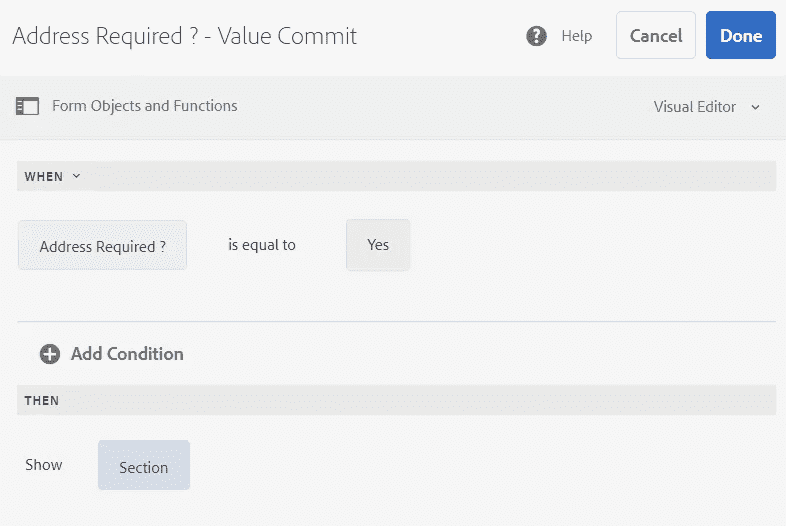 Address Required ? - Value Commit
Help
Cancel
Done
Form Objects and Functions
Visual Editor
WHEN
Address Required ?
is equal to
Yes
Add Condition
THEN
Show
Section